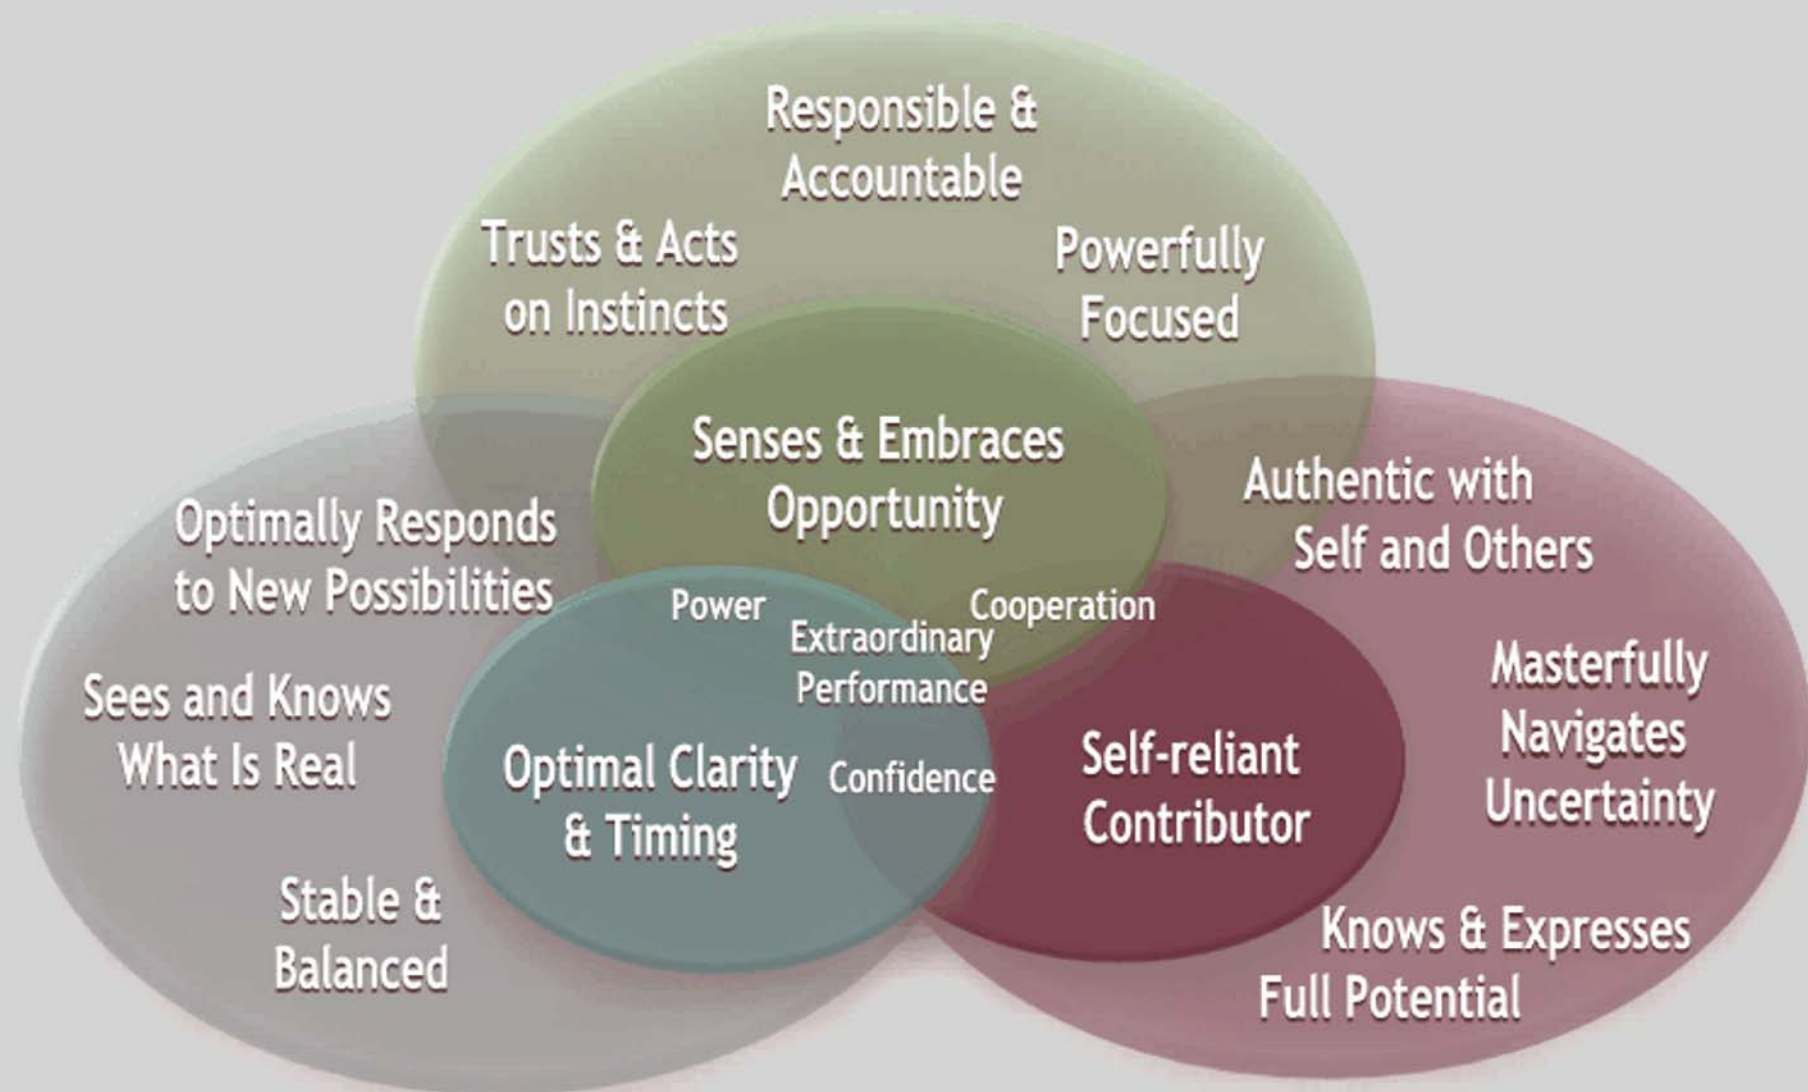 Responsible &
Accountable
Trusts & Acts
on Instincts
Powerfully
Focused
Senses & Embraces
Opportunity
Optimally Responds
to New Possibilities
Authentic with
Self and Others
Power
Cooperation
Extraordinary
Performance
Sees and Knows
What Is Real
Masterfully
Navigates
Uncertainty
Optimal Clarity
& Timing
Confidence
Self-reliant
Contributor
Stable &
Balanced
Knows & Expresses
Full Potential